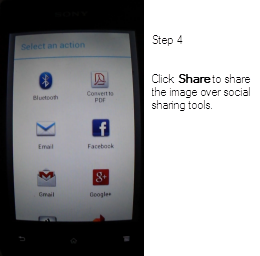 Select an action
Bluetooth
Convert to
PDF
Email
Facebook
Gmail
Google+
Step 4
Click Share to share
the image over social
sharing tools.